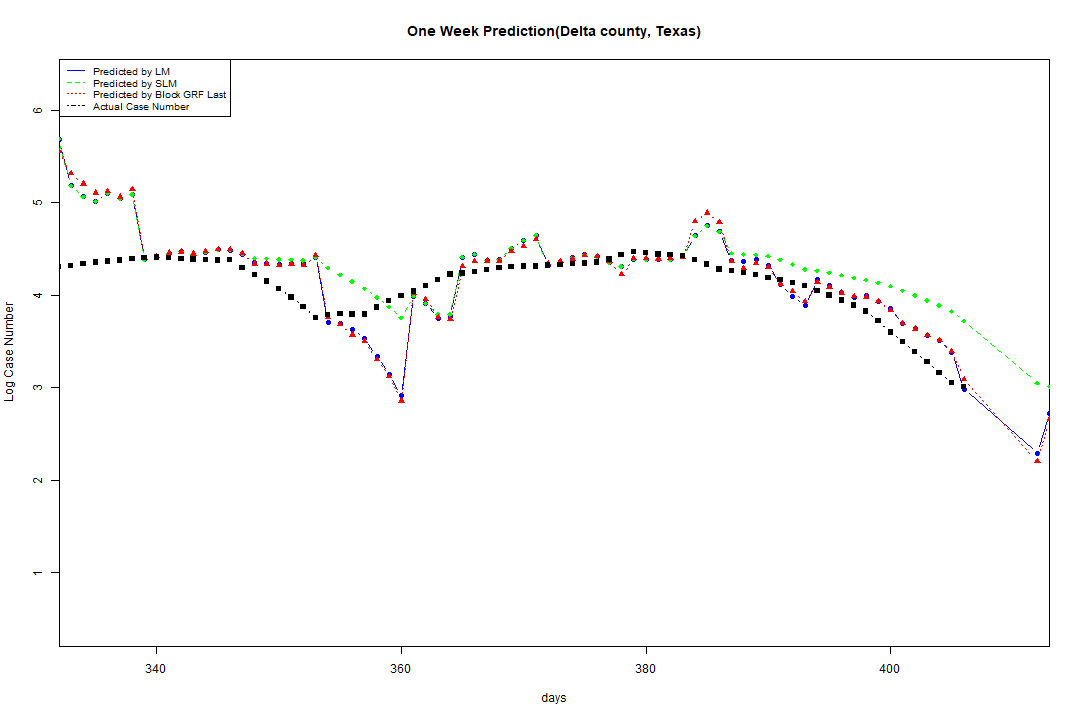 One Week Prediction(Delta county, Texas)
Predicted by LM
Predicted by SLM
Predicted by Block GRF Last
Actual Case Number
6
5
4
3
2
1
Log Case Number
340
360
380
400
days